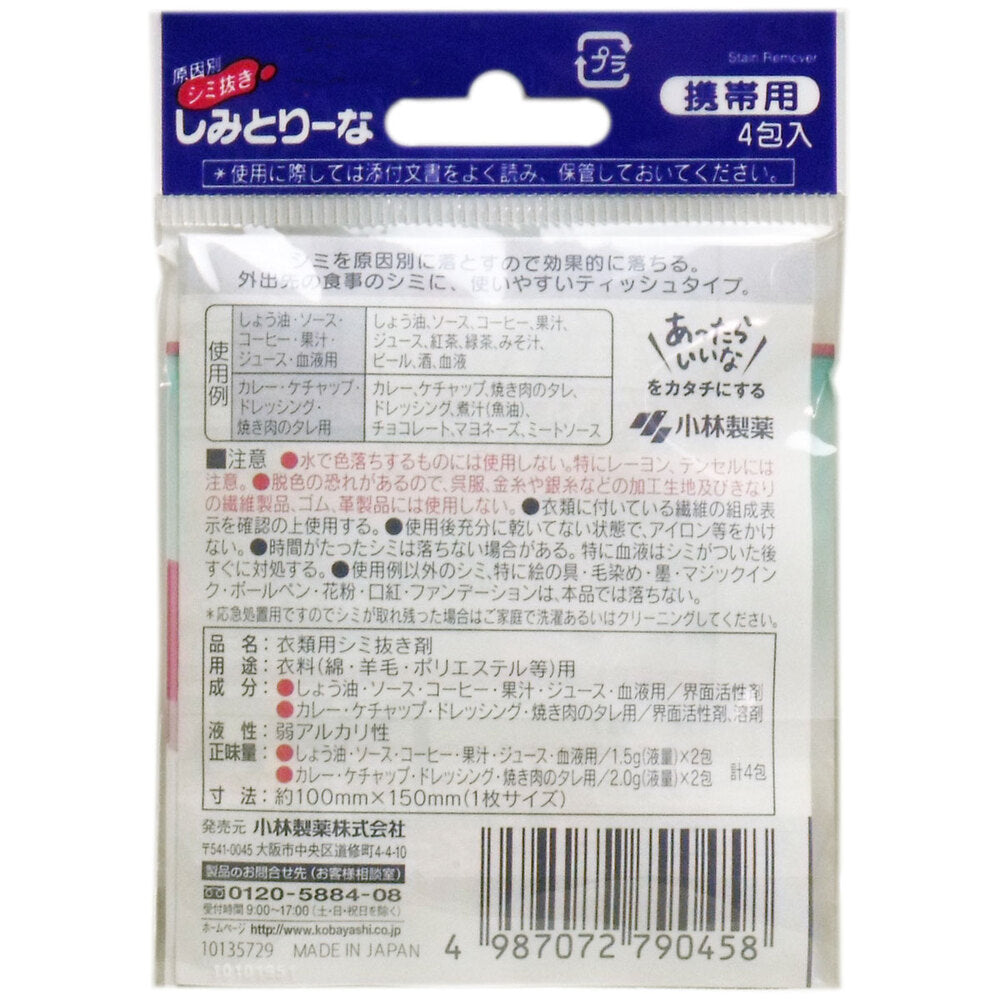 原因別
シミ抜き
しみとりーな
プラ
Stain Remover
携帯用
4包入
＊使用に際しては添付文書をよく読み、保管しておいてください。
シミを原因別に落とすので効果的に落ちる。
外出先の食事のシミに、使いやすいティッシュタイプ。
使用例
しょう油・ソース・
コーヒー・果汁・
ジュース・血液用
しょう油、ソース、コーヒー、果汁、
ジュース、紅茶、緑茶、みそ汁、
ビール、酒、血液
カレー・ケチャップ・
ドレッシング・
焼き肉のタレ用
カレー、ケチャップ、焼き肉のタレ、
ドレッシング、煮汁(魚油)、
チョコレート、マヨネーズ、ミートソース
あったら
いいな
をカタチにする
小林製薬
■注意 ●水で色落ちするものには使用しない。特にレーヨン、テンセルには
注意。●脱色の恐れがあるので、呉服、金糸や銀糸などの加工生地及びきなり
の繊維製品、ゴム、革製品には使用しない。●衣類に付いている繊維の組成表
示を確認の上使用する。●使用後充分に乾いてない状態で、アイロン等をかけ
ない。●時間がたったシミは落ちない場合がある。特に血液はシミがついた後
すぐに対処する。●使用例以外のシミ、特に絵の具・毛染め・墨・マジックイン
ク・ボールペン・花粉・口紅・ファンデーションは、本品では落ちない。
＊応急処置用ですのでシミが取れ残った場合はご家庭で洗濯あるいはクリーニングしてください。
品 名：衣類用シミ抜き剤
用 途：衣料(綿・羊毛・ポリエステル等)用
成 分：●しょう油・ソース・コーヒー・果汁・ジュース・血液用／界面活性剤
●カレー・ケチャップ・ドレッシング・焼き肉のタレ用／界面活性剤、溶剤
液 性：弱アルカリ性
正味量：●しょう油・ソース・コーヒー・果汁・ジュース・血液用／1.5g(液量)×2包
●カレー・ケチャップ・ドレッシング・焼き肉のタレ用／2.0g(液量)×2包
計4包
寸 法：約100mm×150mm(1枚サイズ)
発売元 小林製薬株式会社
〒541-0045 大阪市中央区道修町4-4-10
製品のお問合せ先(お客様相談室)
0120-5884-08
受付時間 9:00〜17:00(土・日・祝日を除く)
ホームページ http://www.kobayashi.co.jp
10135729 MADE IN JAPAN
4 987072 790458